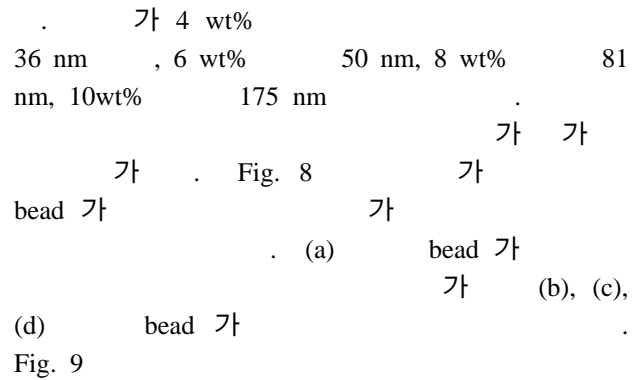 . 가 4 wt%
36 nm , 6 wt% 50 nm, 8 wt% 81
nm, 10wt% 175 nm .
가 가
가 . Fig. 8 가
bead 가 가
. (a) bead 가
가 (b), (c),
(d) bead 가 .
Fig. 9